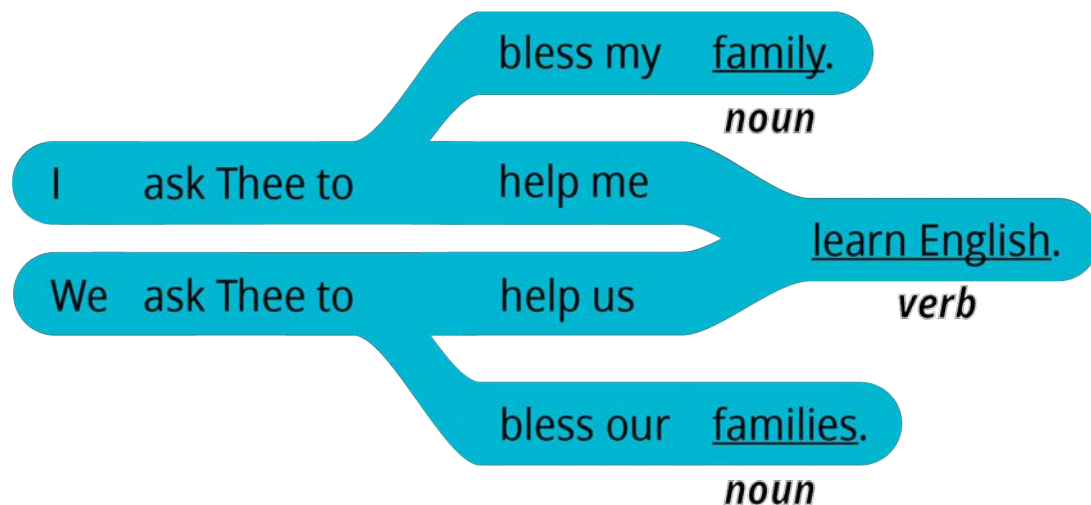 bless my family.
noun
I ask Thee to help me
learn English.
We ask Thee to help us
verb
bless our families.
noun